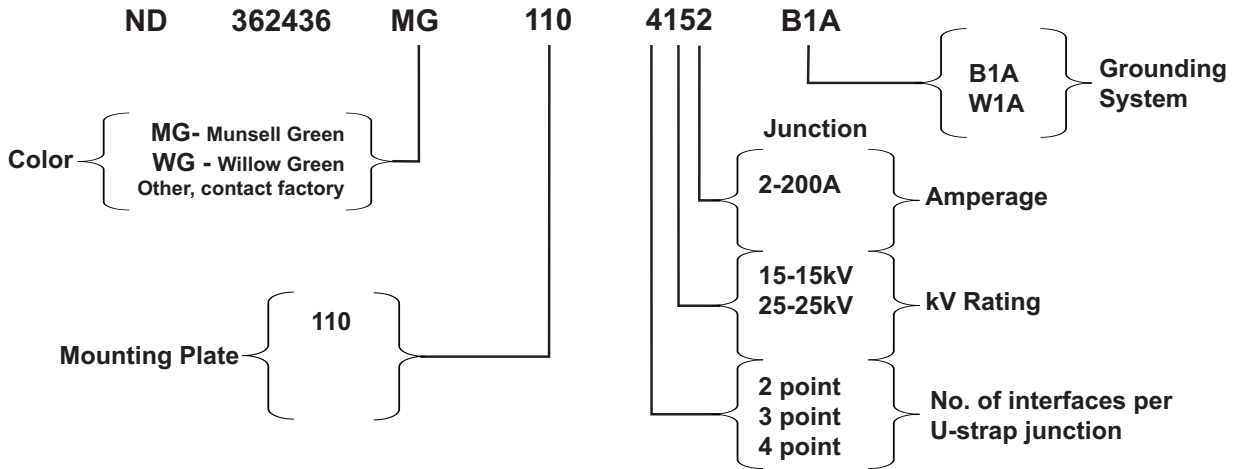 ND 362436 MG 110 4152 B1A
B1A
W1A
Grounding
System
Color
MG- Munsell Green
WG - Willow Green
Other, contact factory
Junction
2-200A
Amperage
15-15kV
25-25kV
kV Rating
Mounting Plate
110
2 point
3 point
4 point
No. of interfaces per
U-strap junction